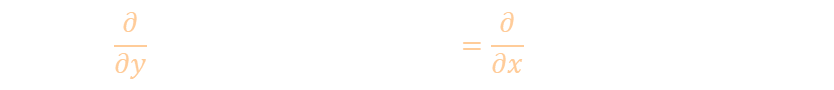 ∂/∂y = ∂/∂x